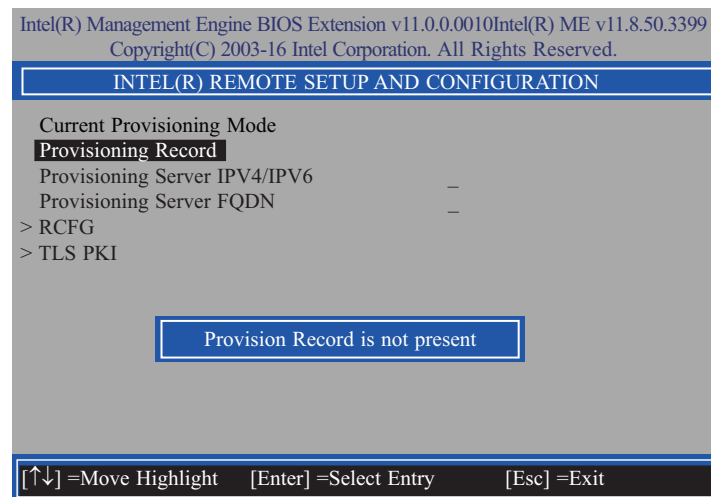 Intel(R) Management Engine BIOS Extension v11.0.0.0010Intel(R) ME v11.8.50.3399
Copyright(C) 2003-16 Intel Corporation. All Rights Reserved.
INTEL(R) REMOTE SETUP AND CONFIGURATION
Current Provisioning Mode
Provisioning Record
Provisioning Server IPV4/IPV6 _
Provisioning Server FQDN _
> RCFG
> TLS PKI
Provision Record is not present
[↑↓] =Move Highlight [Enter] =Select Entry [Esc] =Exit